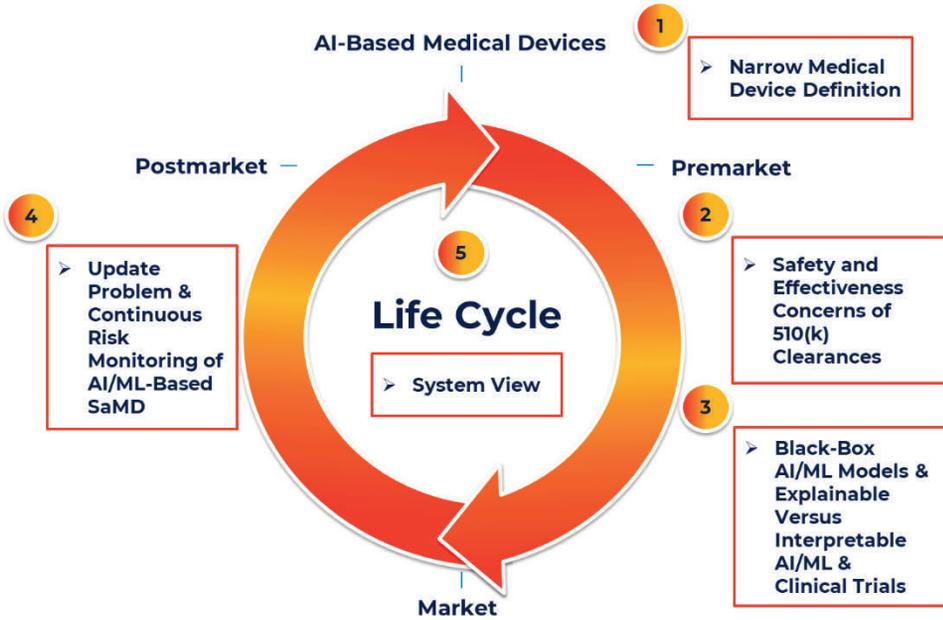 AI-Based Medical Devices
1
➢ Narrow Medical
Device Definition
Postmarket
Premarket
4
➢ Update
Problem &
Continuous
Risk
Monitoring of
AI/ML-Based
SaMD
5
Life Cycle
➢ System View
2
➢ Safety and
Effectiveness
Concerns of
510(k)
Clearances
3
➢ Black-Box
AI/ML Models &
Explainable
Versus
Interpretable
AI/ML &
Clinical Trials
Market